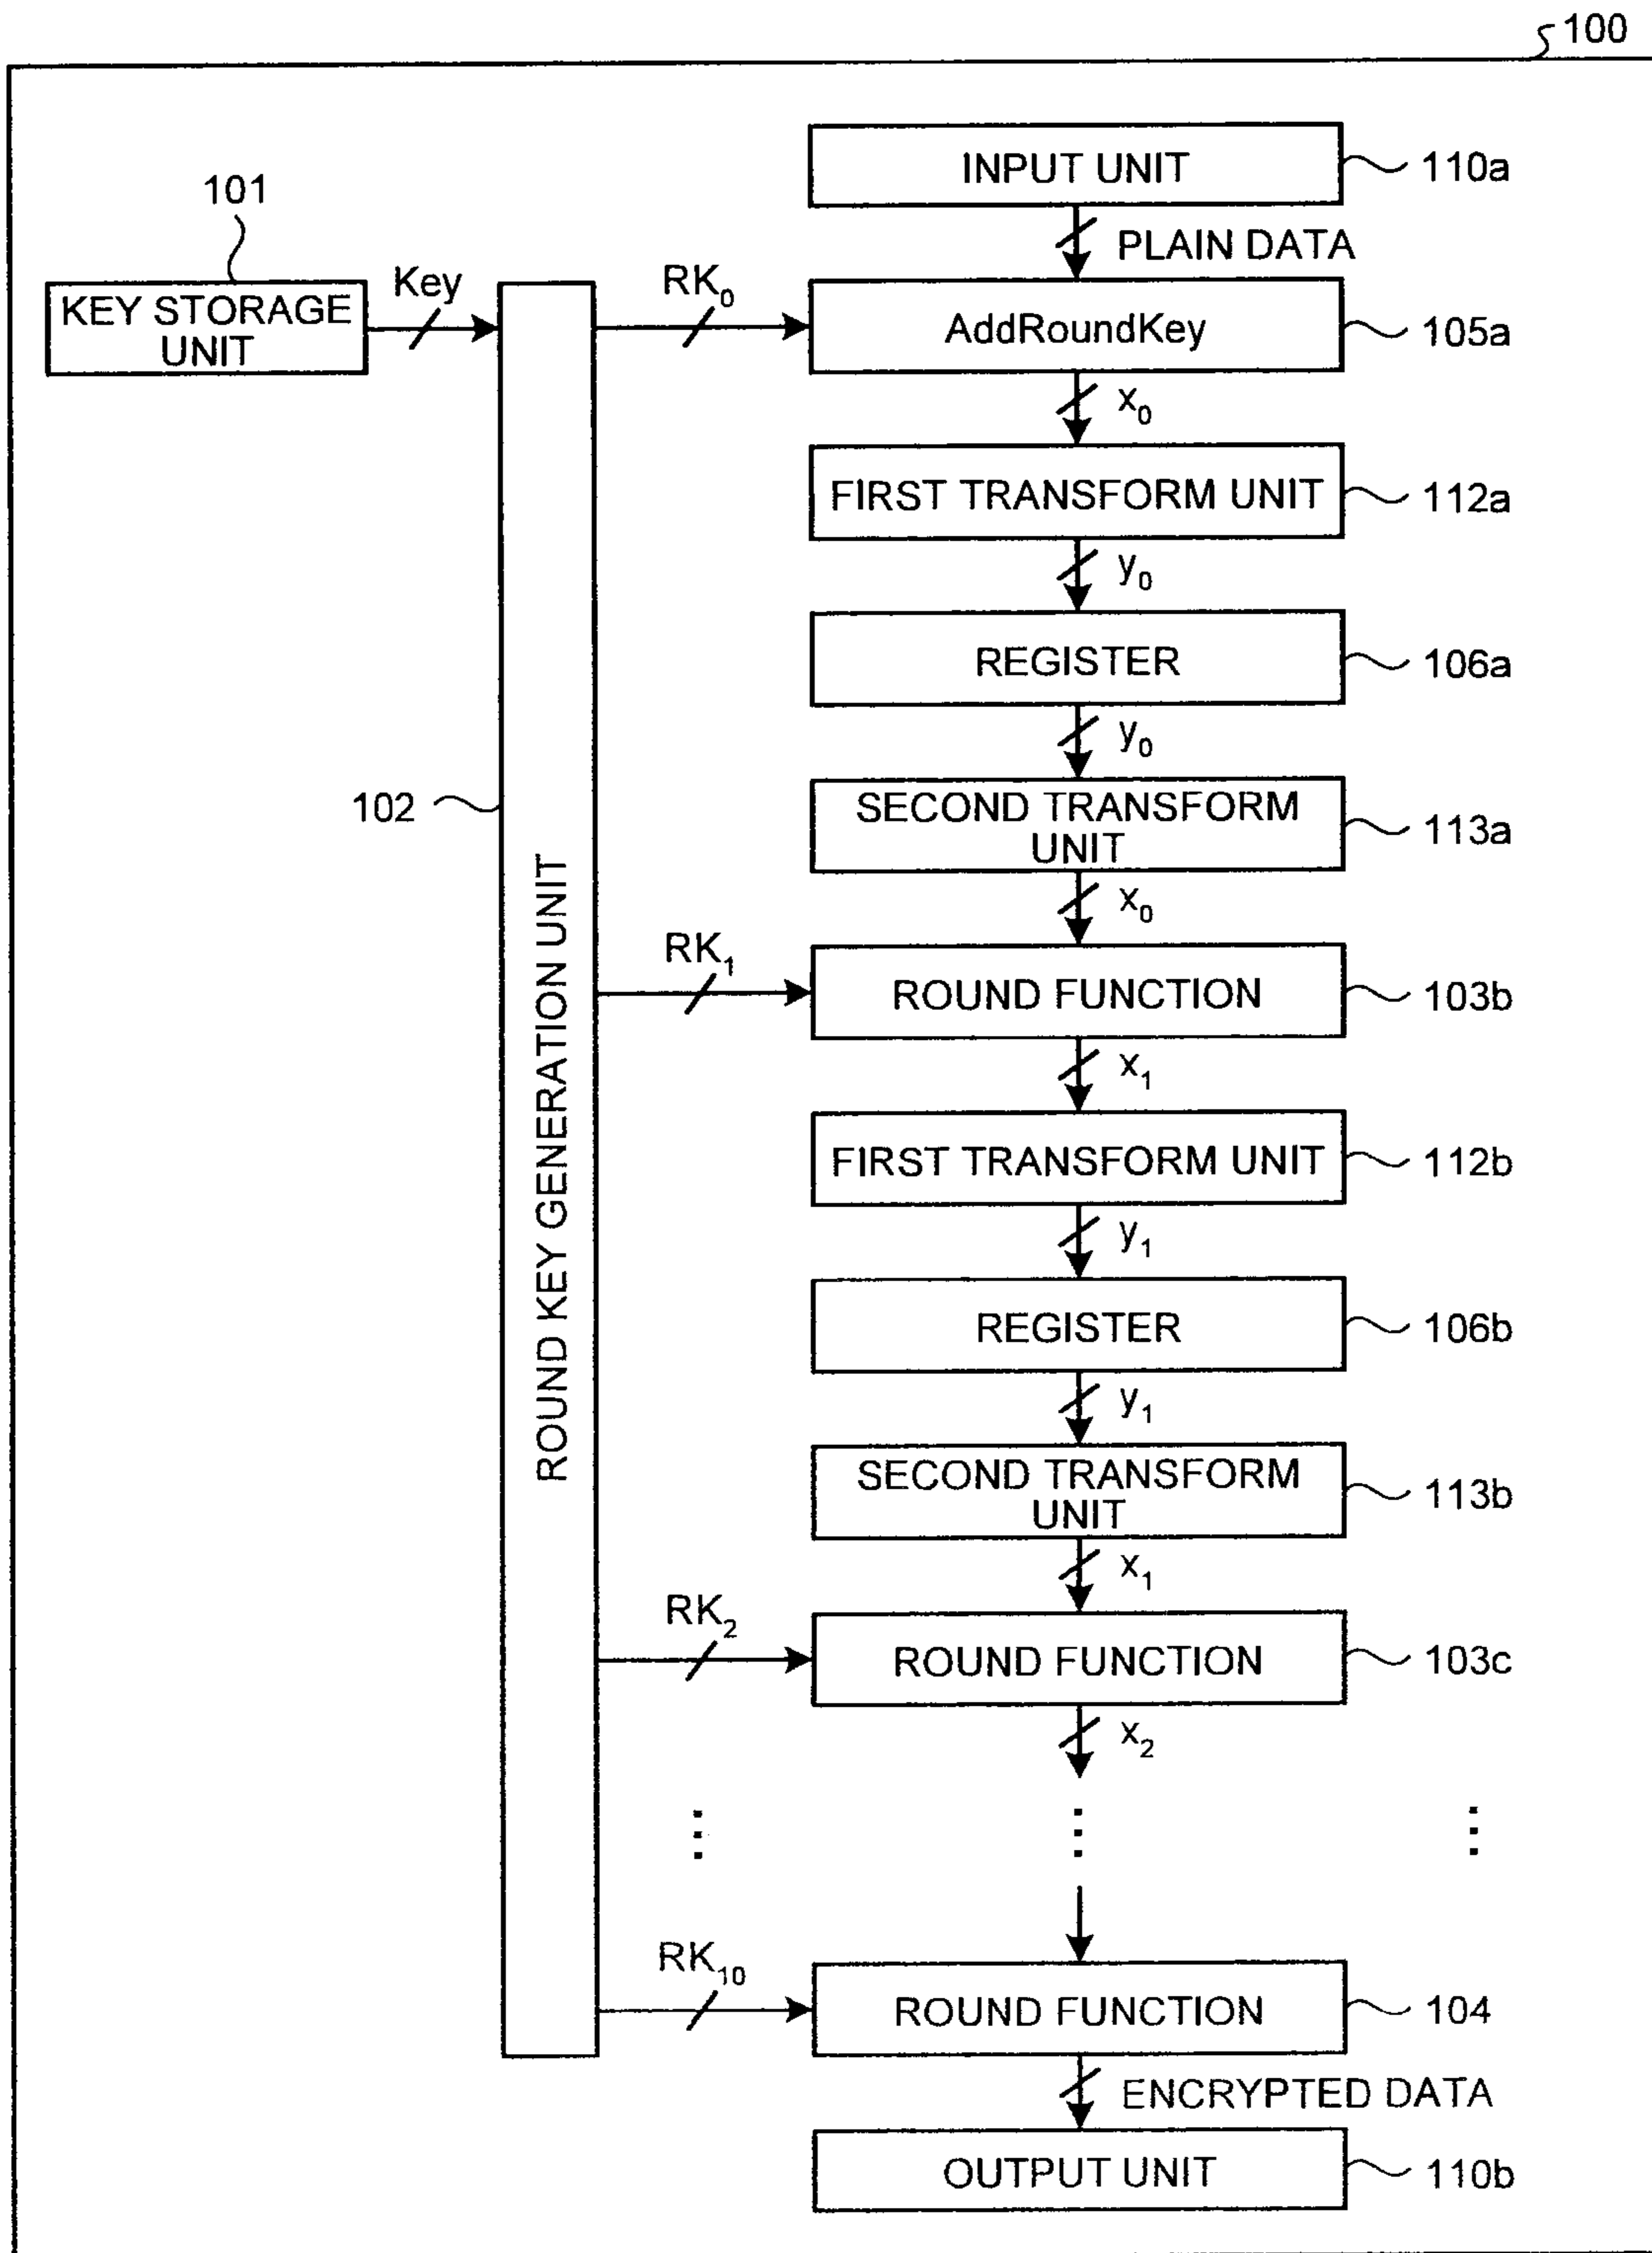 100
INPUT UNIT
110a
PLAIN DATA
101
KEY STORAGE
UNIT
Key
RK₀
AddRoundKey
105a
x₀
FIRST TRANSFORM UNIT
112a
y₀
REGISTER
106a
y₀
102
SECOND TRANSFORM
UNIT
113a
x₀
ROUND KEY GENERATION UNIT
RK₁
ROUND FUNCTION
103b
x₁
FIRST TRANSFORM UNIT
112b
y₁
REGISTER
106b
y₁
SECOND TRANSFORM
UNIT
113b
x₁
RK₂
ROUND FUNCTION
103c
x₂
RK₁₀
ROUND FUNCTION
104
ENCRYPTED DATA
OUTPUT UNIT
110b